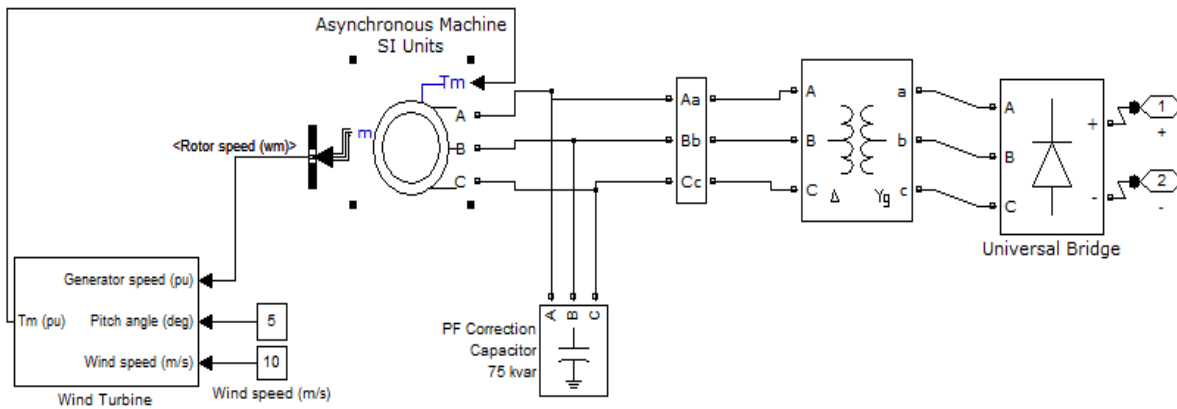 Asynchronous Machine
SI Units
Tm
m
A
B
C
<Rotor speed (wm)>
Aa
Bb
Cc
A
B
C
a
b
c
Δ
Yg
A
B
C
+
-
1
+
2
-
Universal Bridge
Generator speed (pu)
Tm (pu)
Pitch angle (deg)
Wind speed (m/s)
5
10
Wind Turbine
Wind speed (m/s)
A
B
C
PF Correction
Capacitor
75 kvar